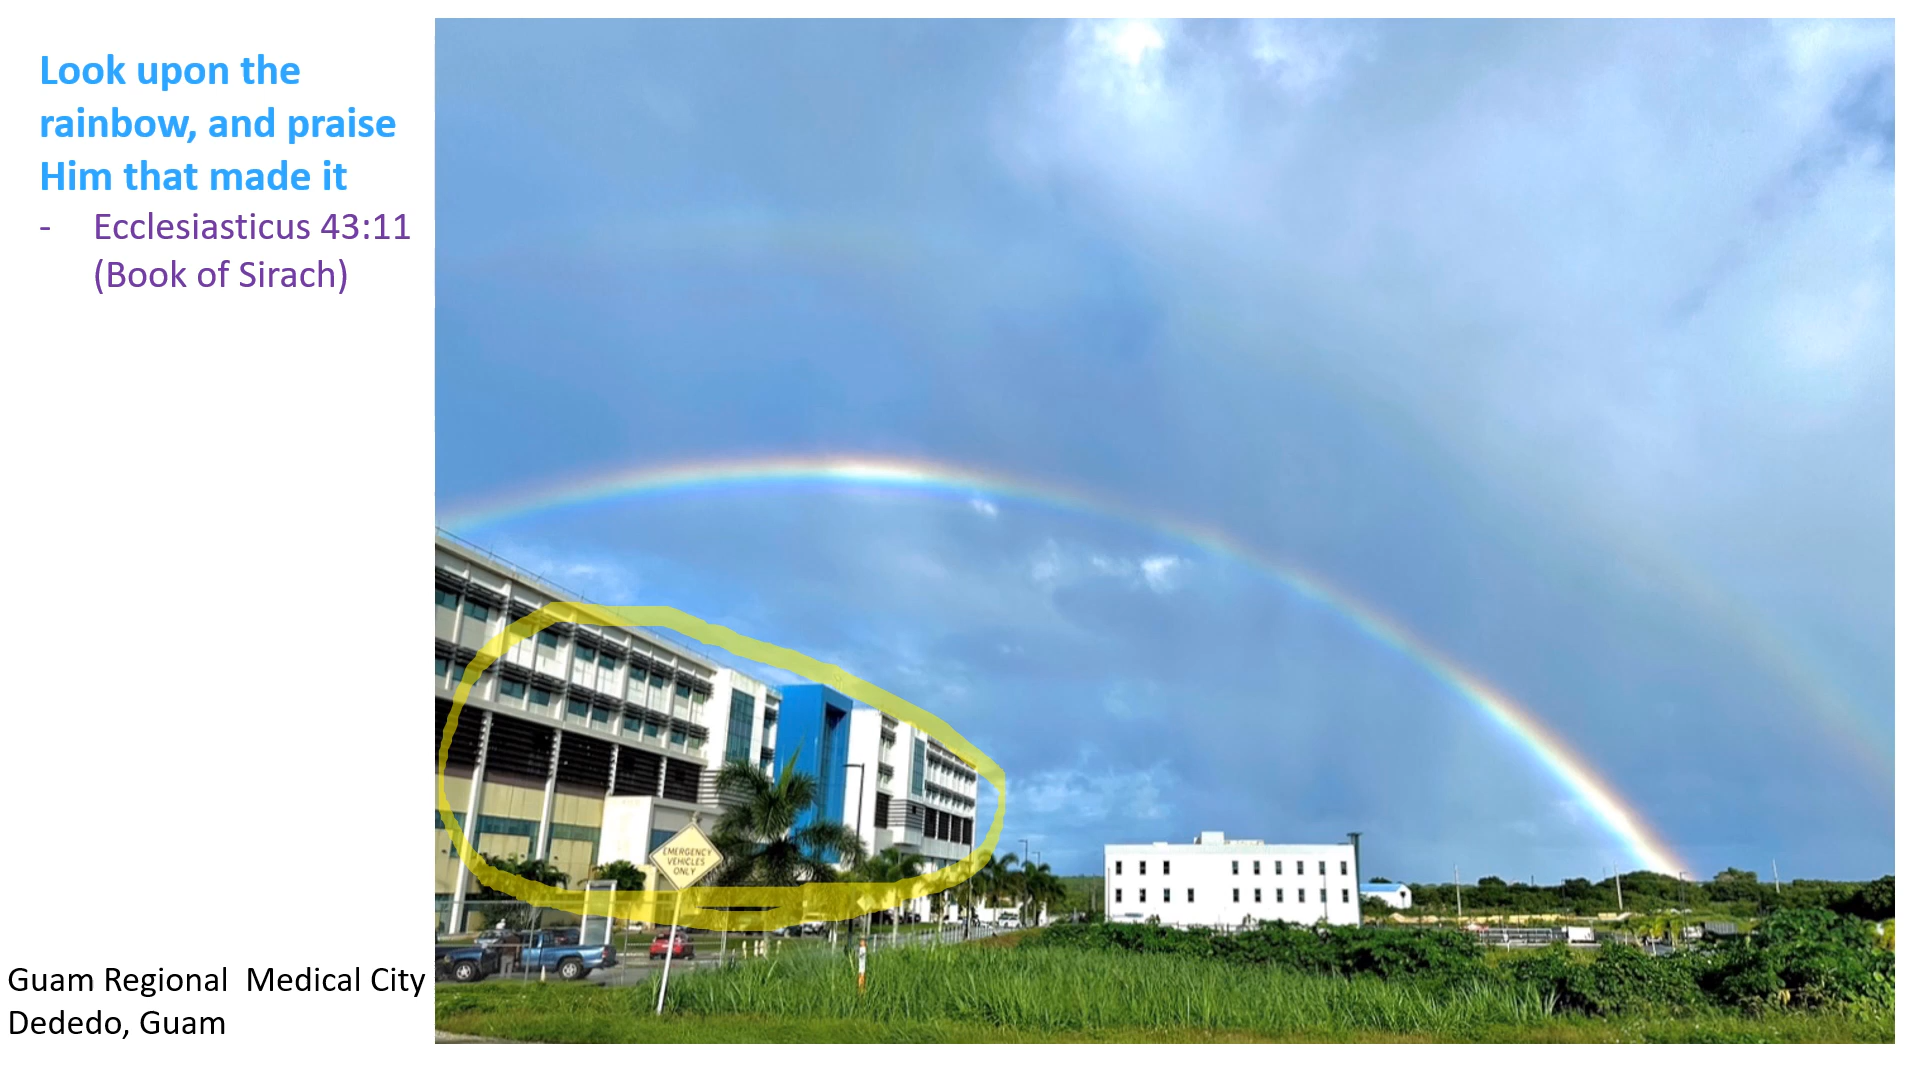 Look upon the
rainbow, and praise
Him that made it
- Ecclesiasticus 43:11
(Book of Sirach)
EMERGENCY
VEHICLES
ONLY
Guam Regional  Medical City
Dededo, Guam